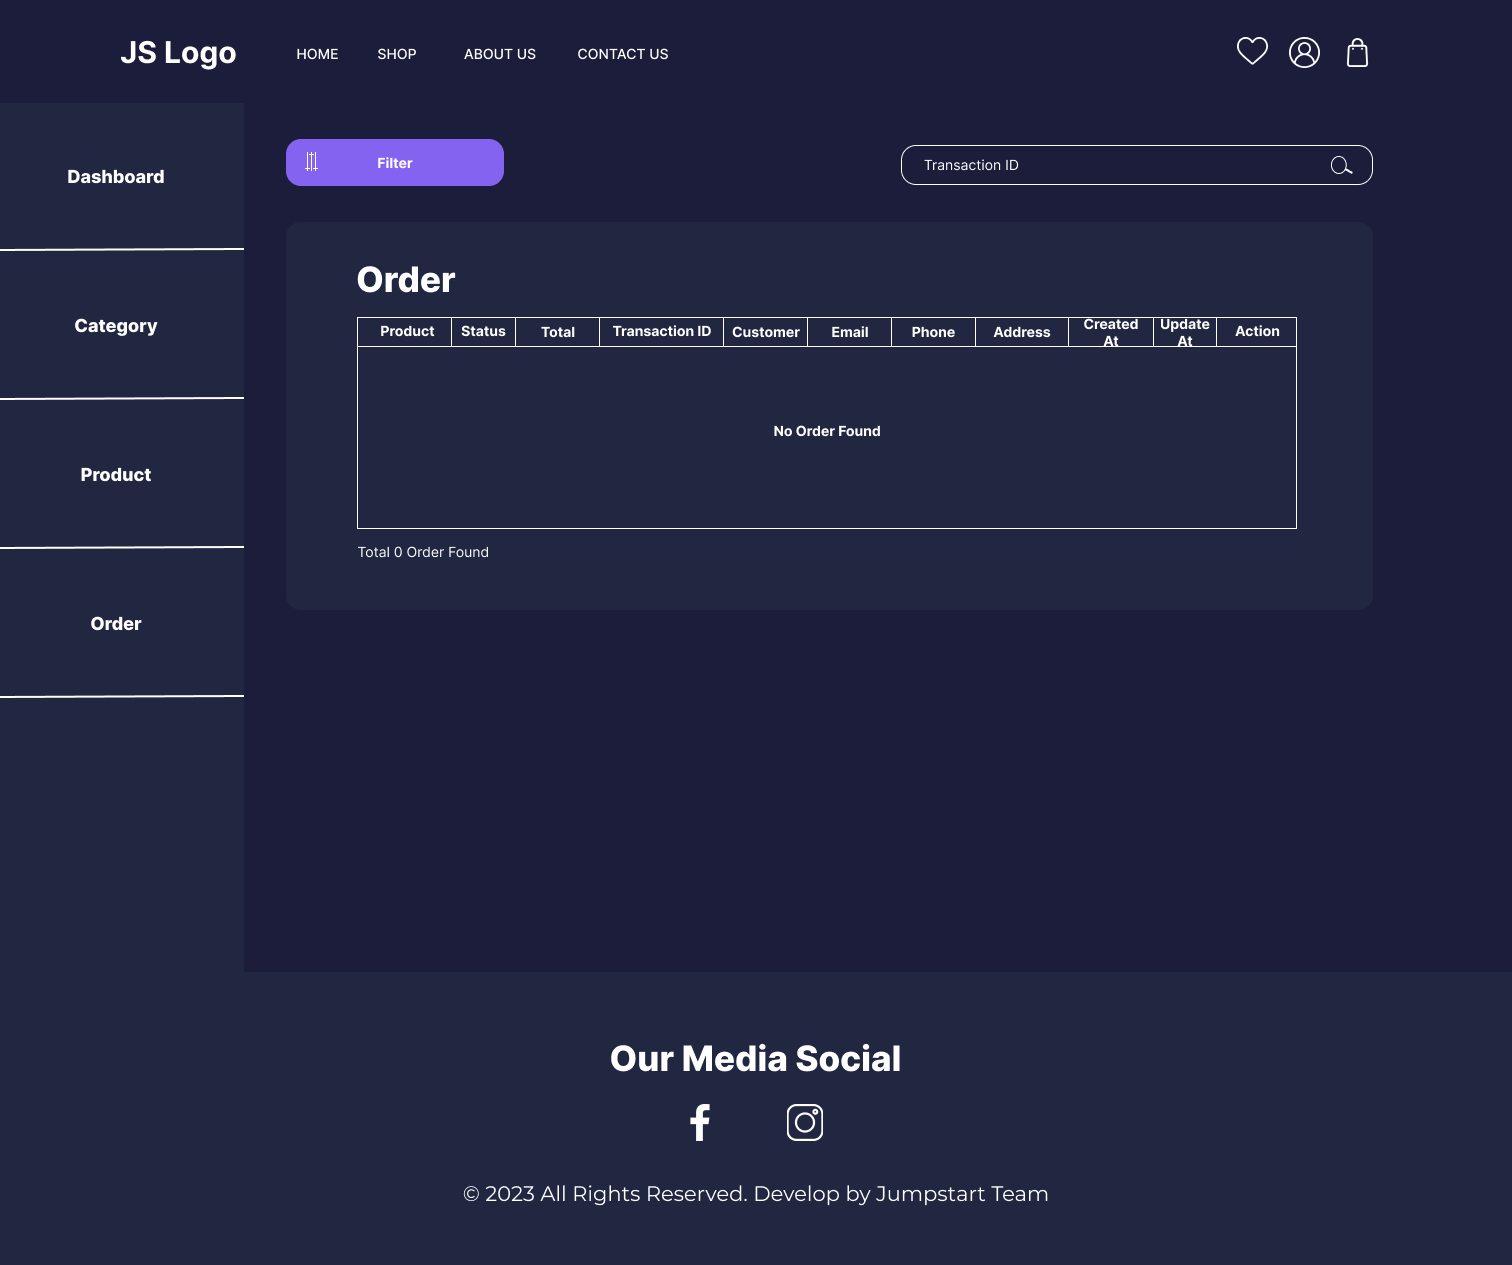 JS Logo
HOME
SHOP
ABOUT US
CONTACT US
Dashboard
Category
Product
Order
Filter
Transaction ID
Order
Product
Status
Total
Transaction ID
Customer
Email
Phone
Address
Created
At
Update
At
Action
No Order Found
Total 0 Order Found
Our Media Social
© 2023 All Rights Reserved. Develop by Jumpstart Team